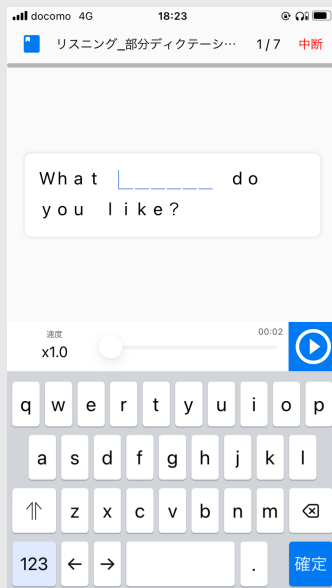 docomo 4G 18:23
リスニング_部分ディクテーシ… 1/7 中断
What ______ do
you like?
速度 00:02
x1.0
q w e r t y u i o p
a s d f g h j k l
z x c v b n m
123 ← → . 確定